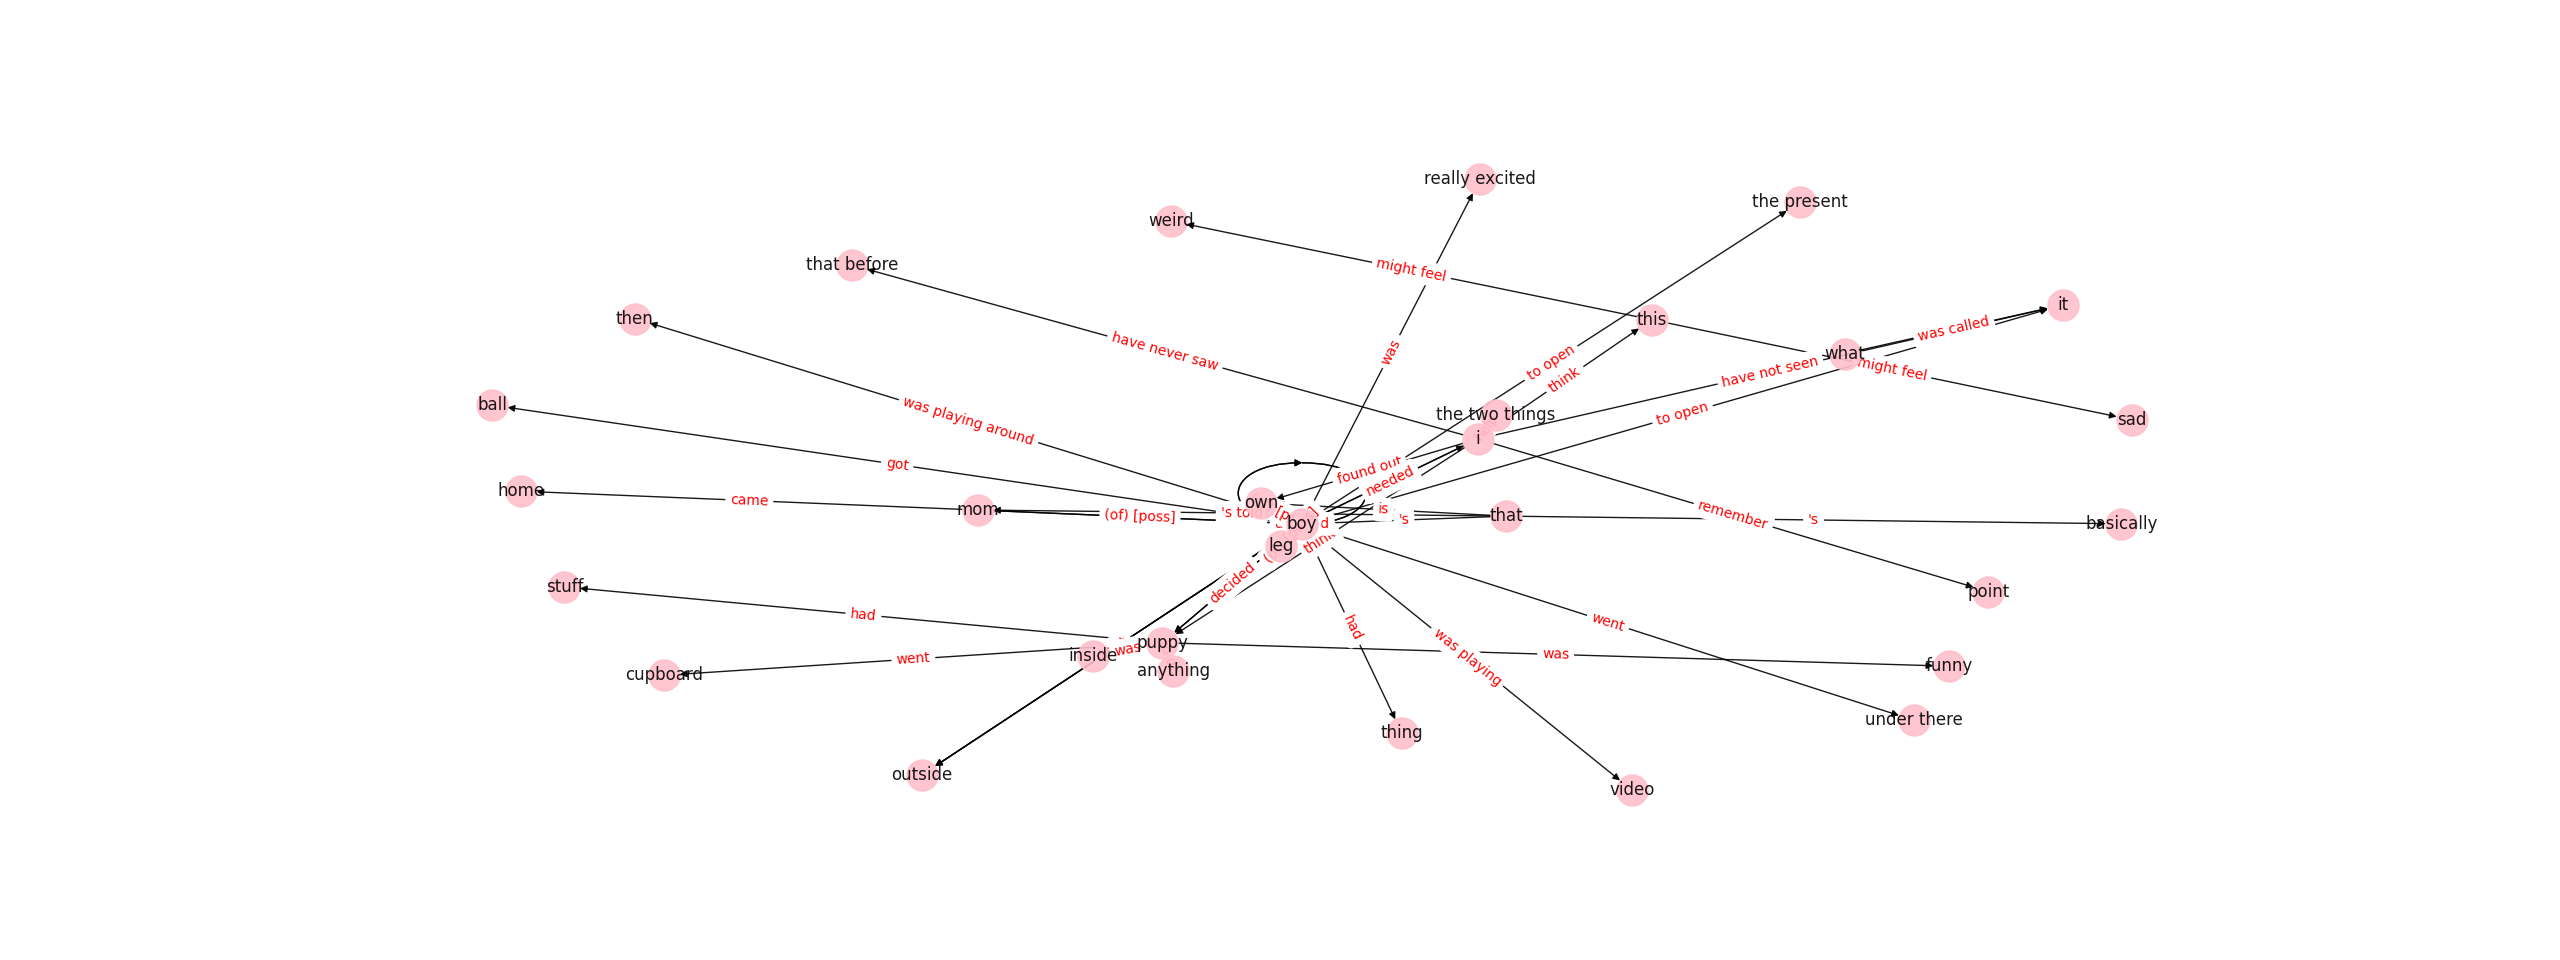 really excited
the present
weird
might feel
that before
it
then
this
was called
was
have never saw
what
to open
think
have not seen
might feel
ball
was playing around
to open
sad
the two things
i
got
found out
needed
home
came
mom
(of) [poss]
own
is
that
's
remember
's
basically
boy
leg
think
decided
stuff
had
point
went
had
was playing
puppy
was
inside
went
was
funny
cupboard
anything
under there
thing
outside
video